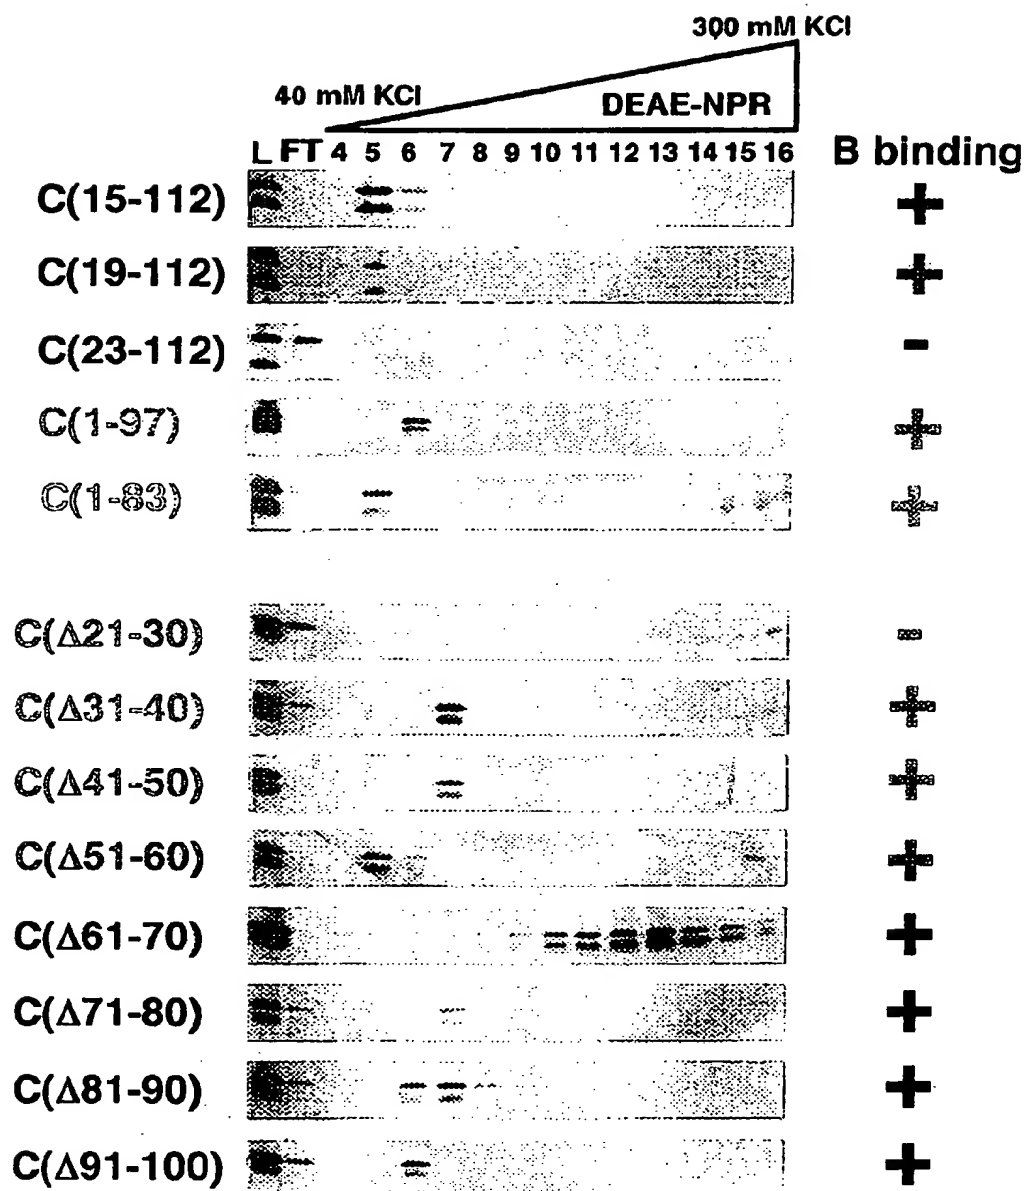 300 mM KCl
40 mM KCl
DEAE-NPR
L FT 4 5 6 7 8 9 10 11 12 13 14 15 16 B binding
C(15-112) +
C(19-112) +
C(23-112) -
C(1-97) +
C(1-83) +
C(Δ21-30) -
C(Δ31-40) +
C(Δ41-50) +
C(Δ51-60) +
C(Δ61-70) +
C(Δ71-80) +
C(Δ81-90) +
C(Δ91-100) +